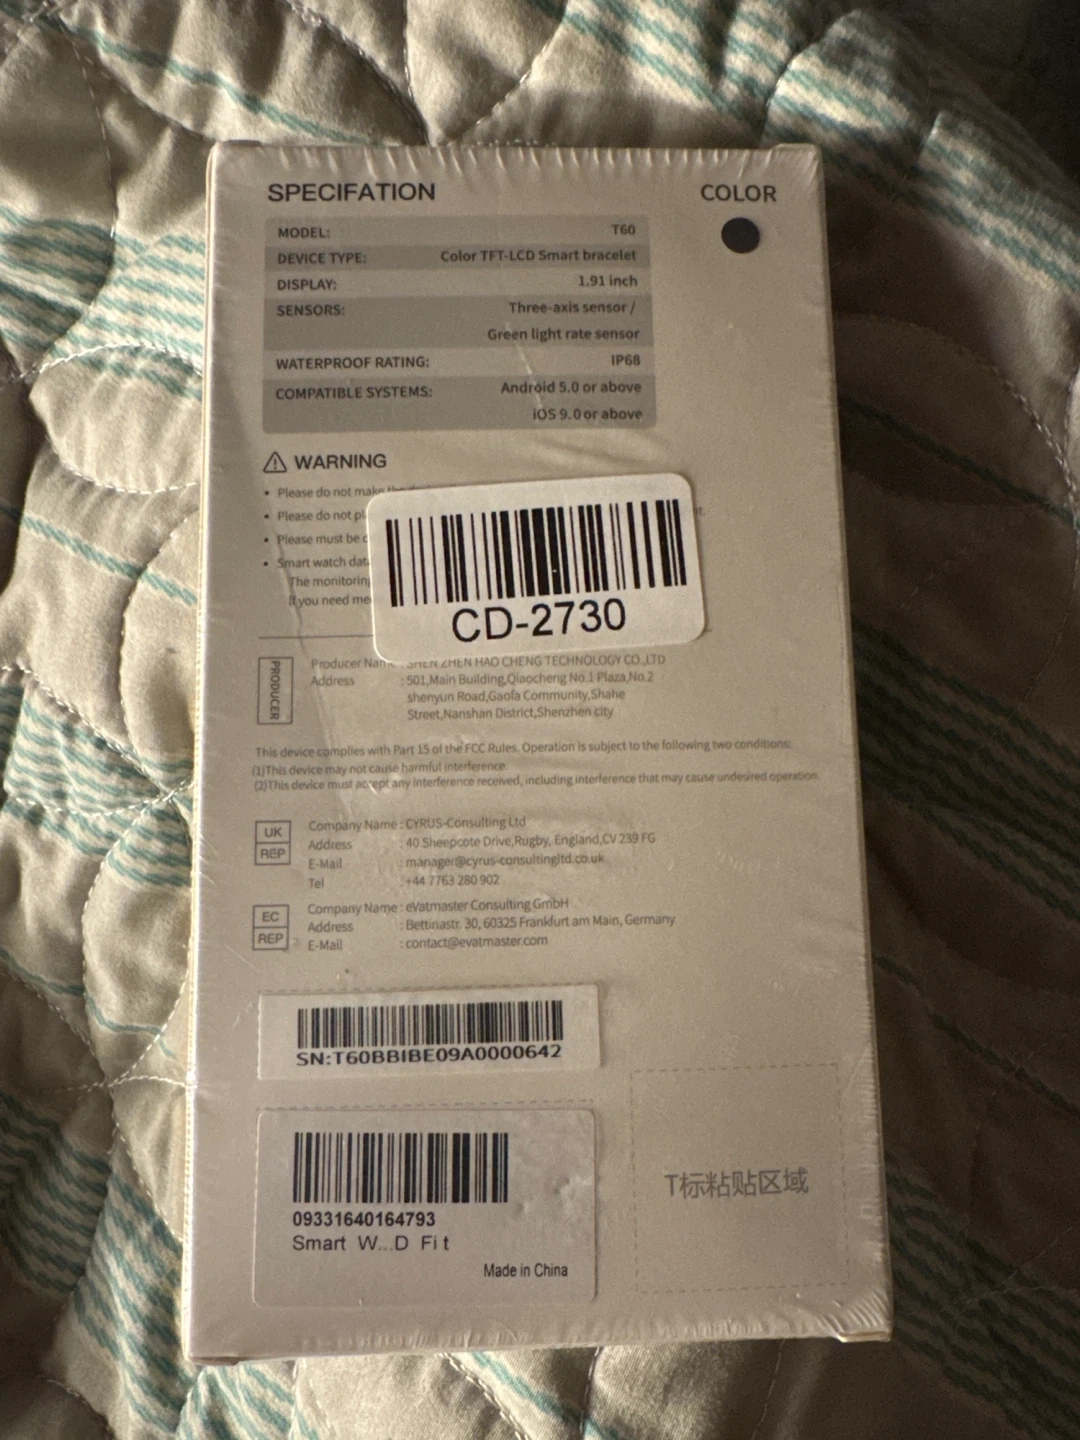 SPECIFATION
COLOR
MODEL: T60
DEVICE TYPE: Color TFT-LCD Smart bracelet
DISPLAY: 1.91 inch
SENSORS: Three-axis sensor /
Green light rate sensor
WATERPROOF RATING: IP68
COMPATIBLE SYSTEMS: Android 5.0 or above
iOS 9.0 or above
WARNING
• Please do not make the
• Please do not
• Please must be
• Smart watch
The monitoring
If you need
CD-2730
PRODUCER
Producer Name : SHEN ZHEN HAO CHENG TECHNOLOGY CO.,LTD
Address : 501,Main Building,Qiaocheng No.1 Plaza,No.2
shenyun Road,Gaofa Community,Shahe
Street,Nanshan District,Shenzhen city
This device complies with Part 15 of the FCC Rules. Operation is subject to the following two conditions:
(1)This device may not cause harmful interference.
(2)This device must accept any interference received, including interference that may cause undesired operation.
UK REP
Company Name : CYRUS-Consulting Ltd
Address : 40 Sheepcote Drive,Rugby, England,CV 239 FG
E-Mail : manager@cyrus-consultingltd.co.uk
Tel : +44 7763 280 902
EC REP
Company Name : eVatmaster Consulting GmbH
Address : Bettinastr. 30, 60325 Frankfurt am Main, Germany
E-Mail : contact@evatmaster.com
SN:T60BBIBE09A0000642
09331640164793
Smart W...D Fit
Made in China
T标粘贴区域